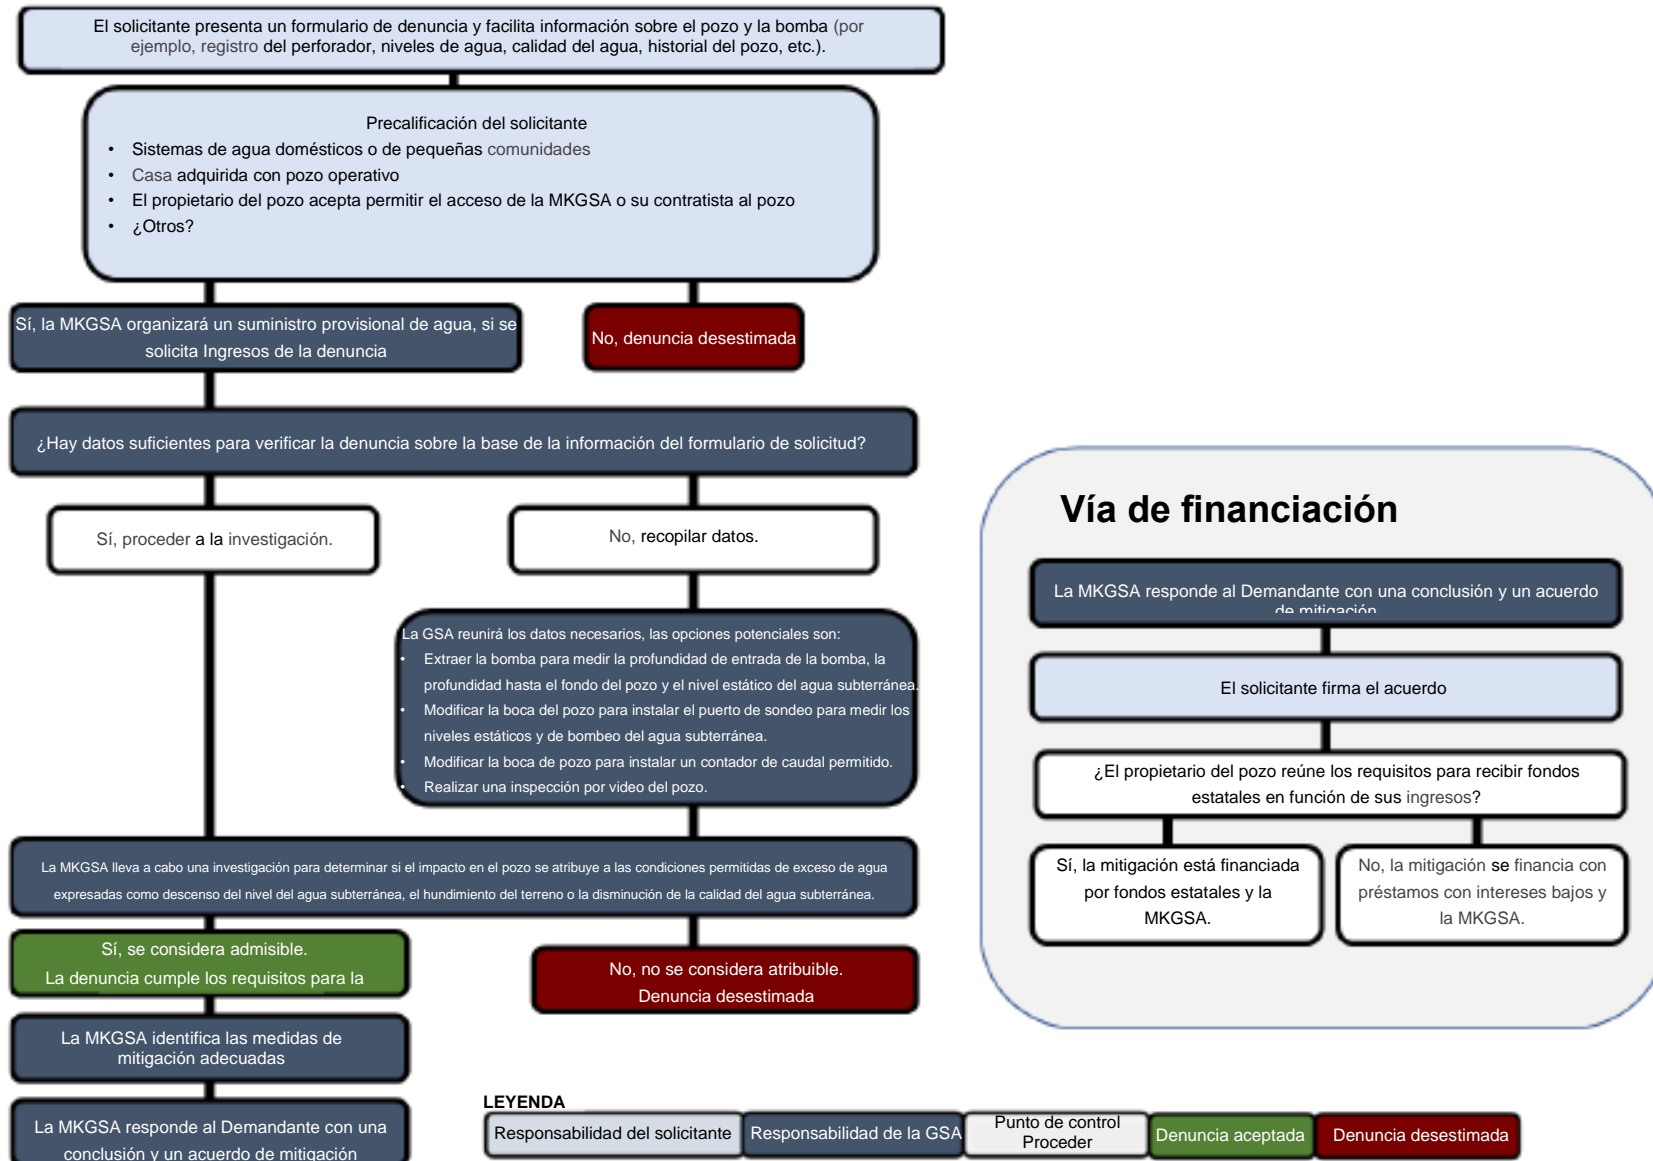 El solicitante presenta un formulario de denuncia y facilita información sobre el pozo y la bomba (por
ejemplo, registro del perforador, niveles de agua, calidad del agua, historial del pozo, etc.).
Precalificación del solicitante
• Sistemas de agua domésticos o de pequeñas comunidades
• Casa adquirida con pozo operativo
• El propietario del pozo acepta permitir el acceso de la MKGSA o su contratista al pozo
• ¿Otros?
Sí, la MKGSA organizará un suministro provisional de agua, si se
solicita Ingresos de la denuncia
No, denuncia desestimada
¿Hay datos suficientes para verificar la denuncia sobre la base de la información del formulario de solicitud?
Sí, proceder a la investigación.
No, recopilar datos.
La GSA reunirá los datos necesarios, las opciones potenciales son:
• Extraer la bomba para medir la profundidad de entrada de la bomba, la
profundidad hasta el fondo del pozo y el nivel estático del agua subterránea.
• Modificar la boca del pozo para instalar el puerto de sondeo para medir los
niveles estáticos y de bombeo del agua subterránea.
• Modificar la boca de pozo para instalar un contador de caudal permitido.
• Realizar una inspección por video del pozo.
La MKGSA lleva a cabo una investigación para determinar si el impacto en el pozo se atribuye a las condiciones permitidas de exceso de agua
expresadas como descenso del nivel del agua subterránea, el hundimiento del terreno o la disminución de la calidad del agua subterránea.
Sí, se considera admisible.
La denuncia cumple los requisitos para la
No, no se considera atribuible.
Denuncia desestimada
La MKGSA identifica las medidas de
mitigación adecuadas
La MKGSA responde al Demandante con una
conclusión y un acuerdo de mitigación
Vía de financiación
La MKGSA responde al Demandante con una conclusión y un acuerdo
de mitigación
El solicitante firma el acuerdo
¿El propietario del pozo reúne los requisitos para recibir fondos
estatales en función de sus ingresos?
Sí, la mitigación está financiada
por fondos estatales y la
MKGSA.
No, la mitigación se financia con
préstamos con intereses bajos y
la MKGSA.
LEYENDA
Responsabilidad del solicitante
Responsabilidad de la GSA
Punto de control
Proceder
Denuncia aceptada
Denuncia desestimada